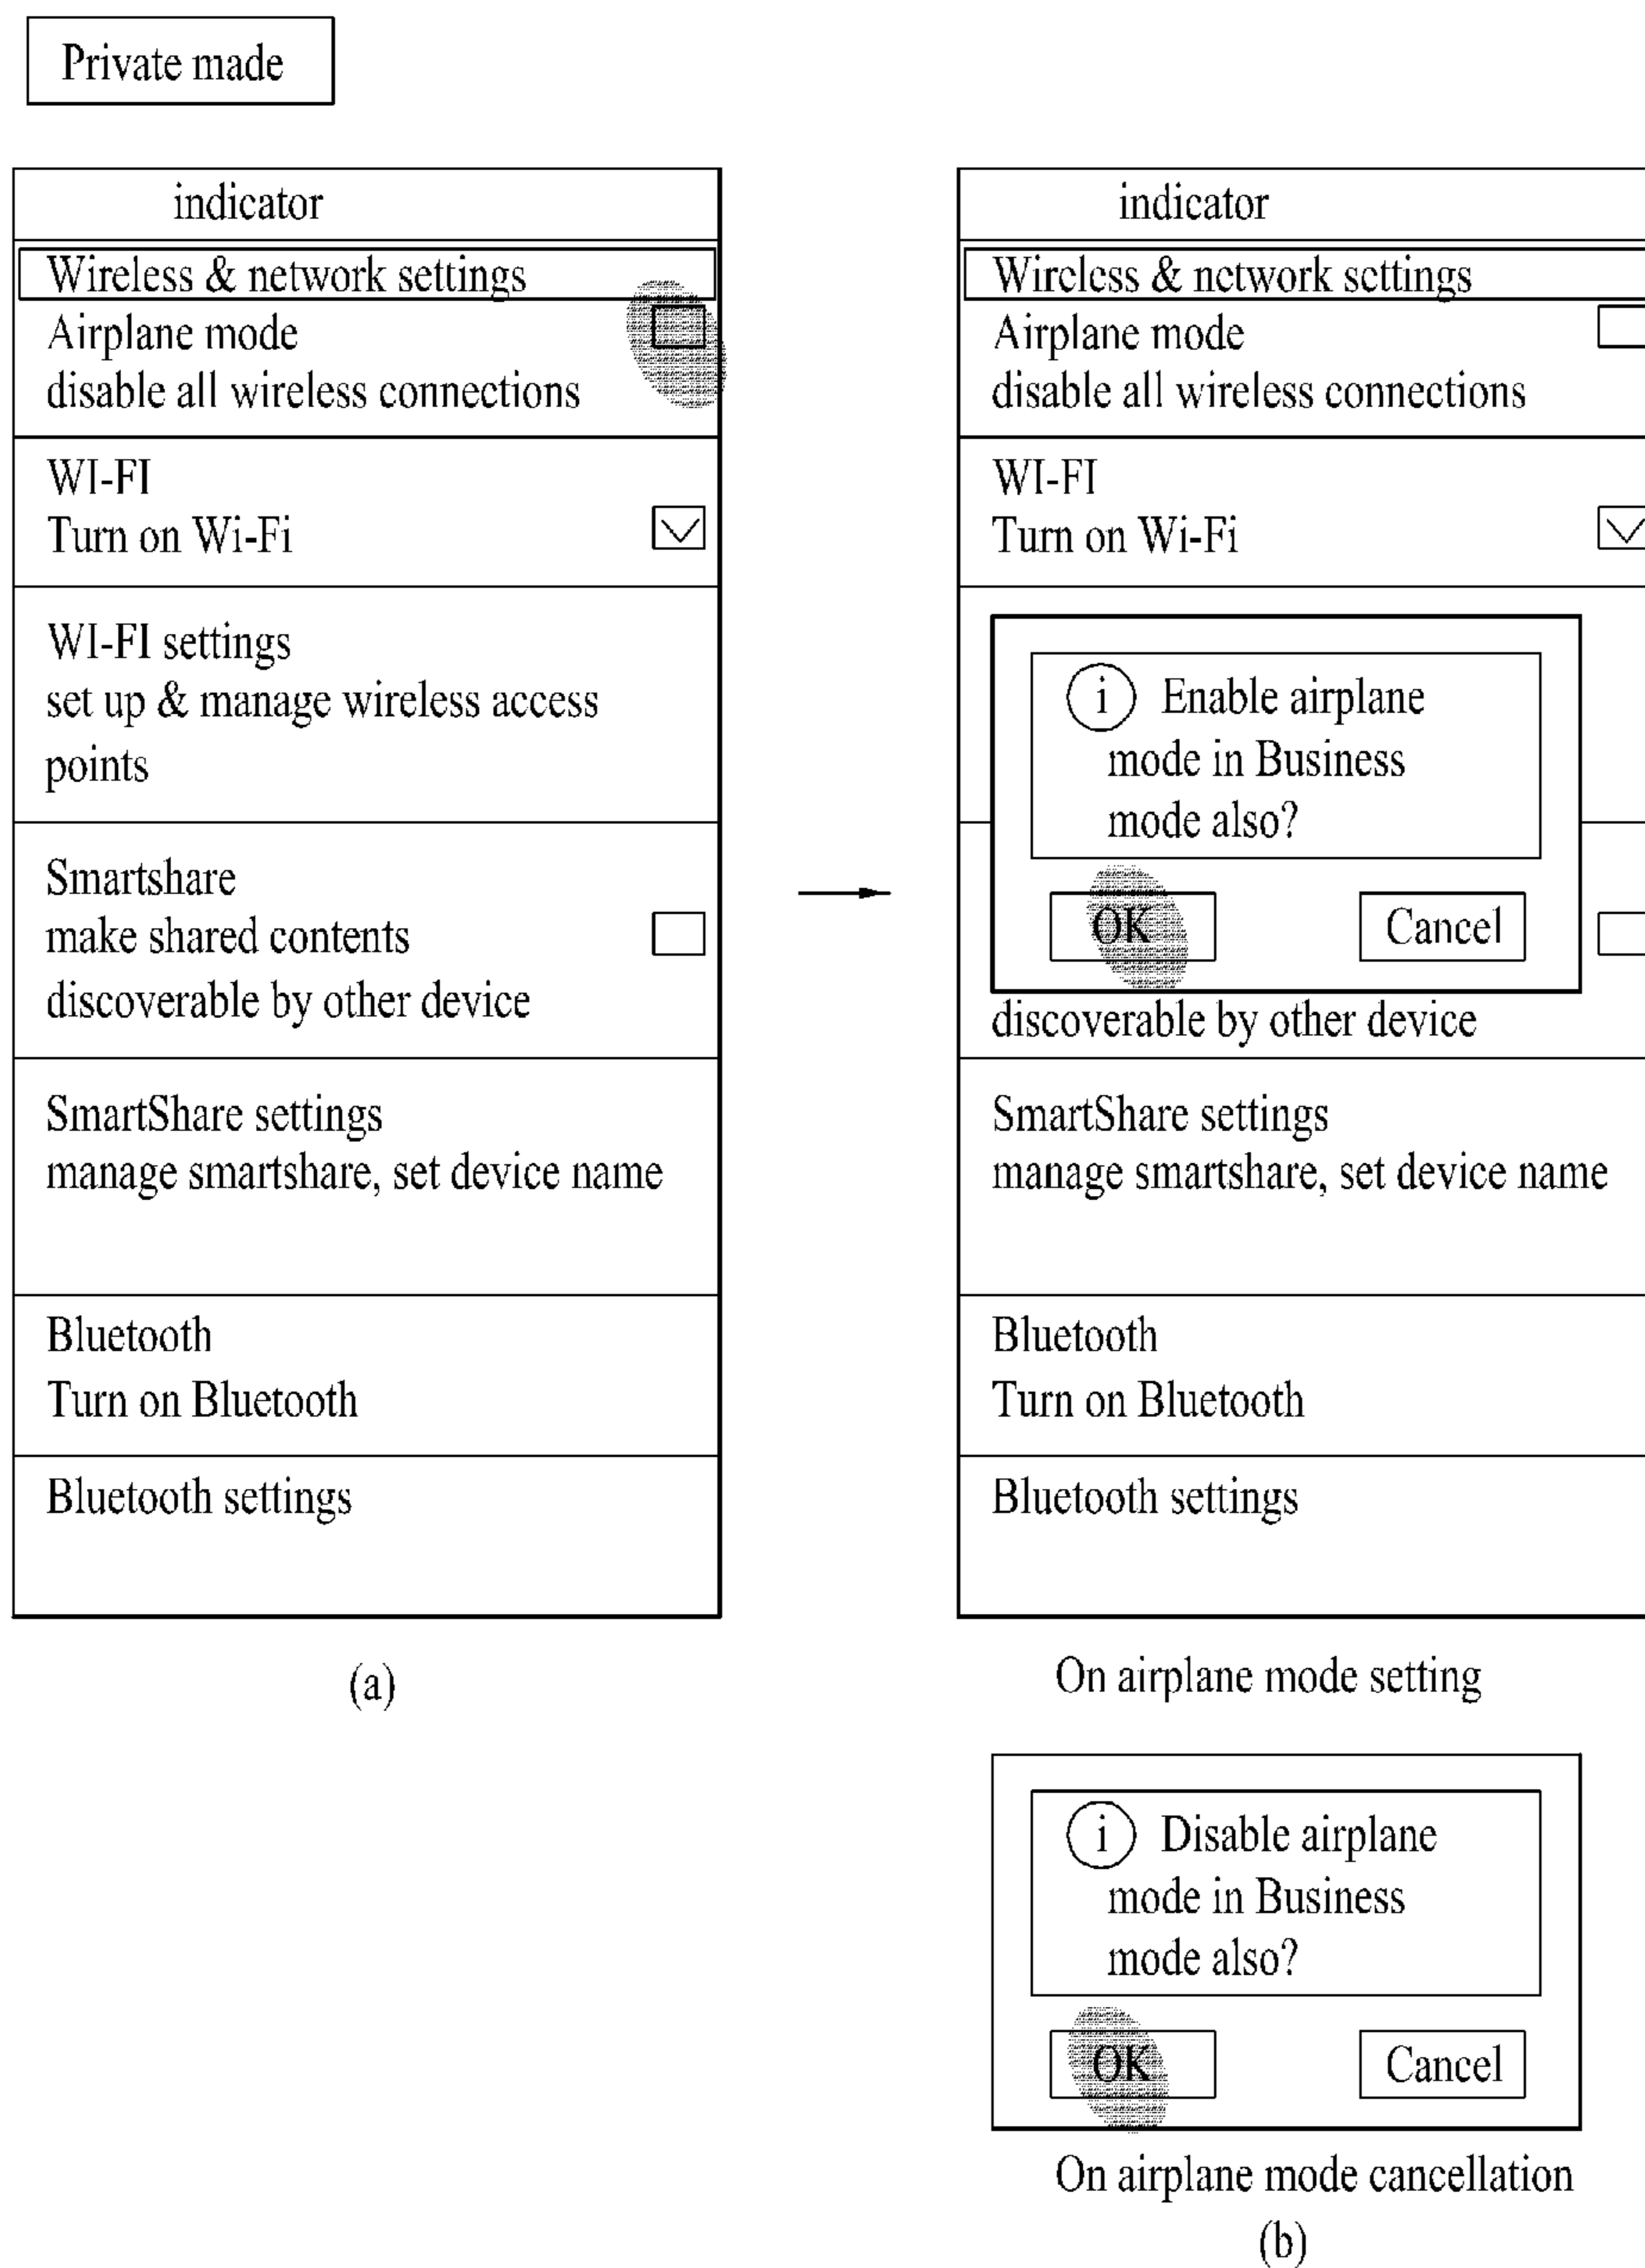 Private made
indicator
Wireless & network settings
Airplane mode
disable all wireless connections
WI-FI
Turn on Wi-Fi
WI-FI settings
set up & manage wireless access
points
Smartshare
make shared contents
discoverable by other device
SmartShare settings
manage smartshare, set device name
Bluetooth
Turn on Bluetooth
Bluetooth settings
(a)
indicator
Wireless & network settings
Airplane mode
disable all wireless connections
WI-FI
Turn on Wi-Fi
i Enable airplane
mode in Business
mode also?
OK Cancel
discoverable by other device
SmartShare settings
manage smartshare, set device name
Bluetooth
Turn on Bluetooth
Bluetooth settings
On airplane mode setting
i Disable airplane
mode in Business
mode also?
OK Cancel
On airplane mode cancellation
(b)